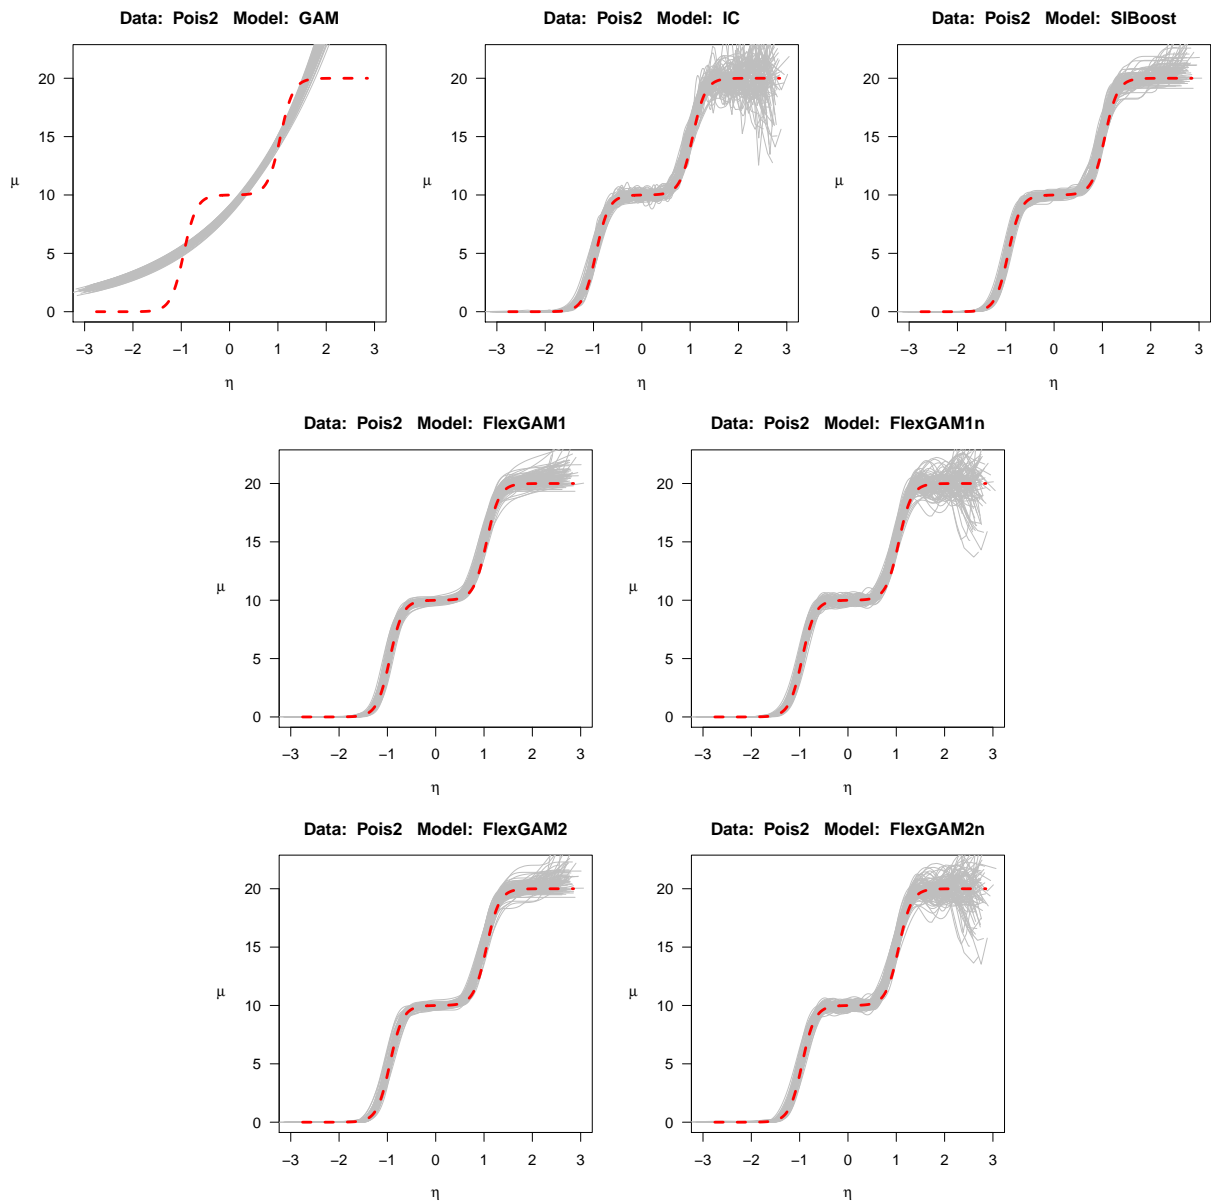 Data: Pois2 Model: GAM
Data: Pois2 Model: IC
Data: Pois2 Model: SIBoost
μ
20
15
10
5
0
−3 −2 −1 0 1 2 3
η
μ
20
15
10
5
0
−3 −2 −1 0 1 2 3
η
μ
20
15
10
5
0
−3 −2 −1 0 1 2 3
η
Data: Pois2 Model: FlexGAM1
Data: Pois2 Model: FlexGAM1n
μ
20
15
10
5
0
−3 −2 −1 0 1 2 3
η
μ
20
15
10
5
0
−3 −2 −1 0 1 2 3
η
Data: Pois2 Model: FlexGAM2
Data: Pois2 Model: FlexGAM2n
μ
20
15
10
5
0
−3 −2 −1 0 1 2 3
η
μ
20
15
10
5
0
−3 −2 −1 0 1 2 3
η